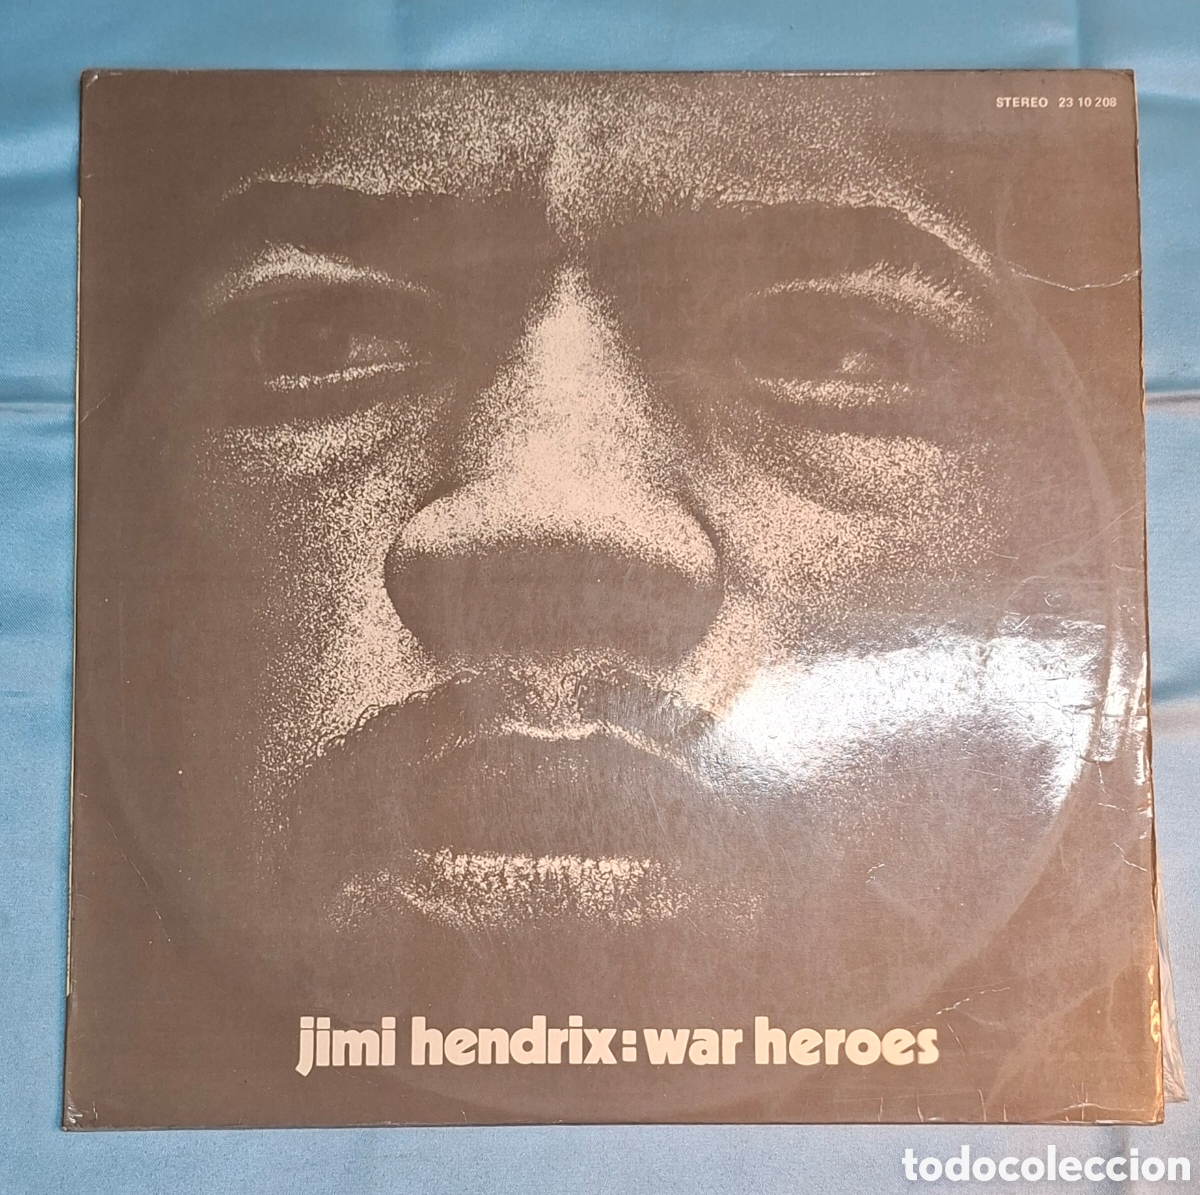 STEREO 23 10 208
jimi hendrix:war heroes
todocoleccion